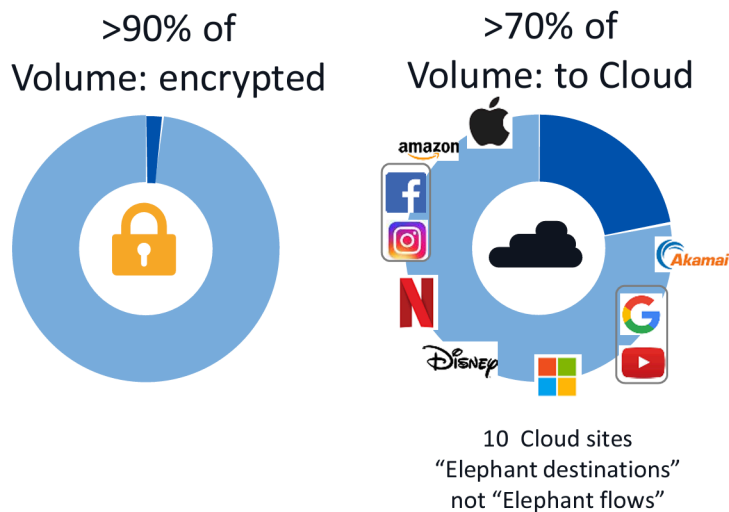 >90% of
Volume: encrypted
>70% of
Volume: to Cloud
amazon
f
Akamai
N
G
Disney
10 Cloud sites
“Elephant destinations”
not “Elephant flows”